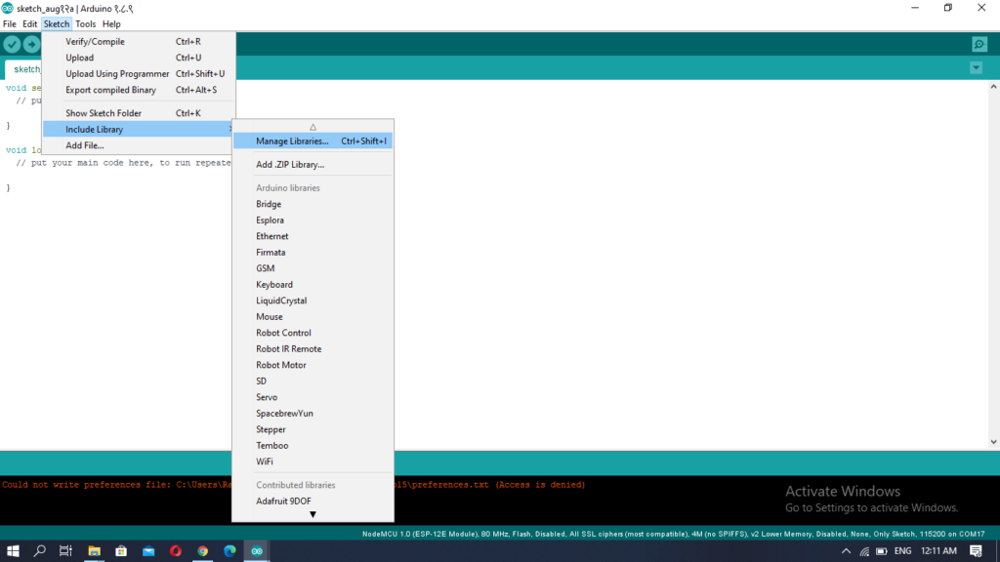 sketch_aug१२a | Arduino १.८.९
File Edit Sketch Tools Help
Verify/Compile Ctrl+R
Upload Ctrl+U
Upload Using Programmer Ctrl+Shift+U
Export compiled Binary Ctrl+Alt+S
Show Sketch Folder Ctrl+K
Include Library
Add File...
sketch_
void se
// pu
}
void lo
// put your main code here, to run repeate
}
Manage Libraries... Ctrl+Shift+I
Add .ZIP Library...
Arduino libraries
Bridge
Esplora
Ethernet
Firmata
GSM
Keyboard
LiquidCrystal
Mouse
Robot Control
Robot IR Remote
Robot Motor
SD
Servo
SpacebrewYun
Stepper
Temboo
WiFi
Contributed libraries
Adafruit 9DOF
Could not write preferences file: C:\Users\Ra l5\preferences.txt (Access is denied)
Activate Windows
Go to Settings to activate Windows.
NodeMCU 1.0 (ESP-12E Module), 80 MHz, Flash, Disabled, All SSL ciphers (most compatible), 4M (no SPIFFS), v2 Lower Memory, Disabled, None, Only Sketch, 115200 on COM17
ENG 12:11 AM